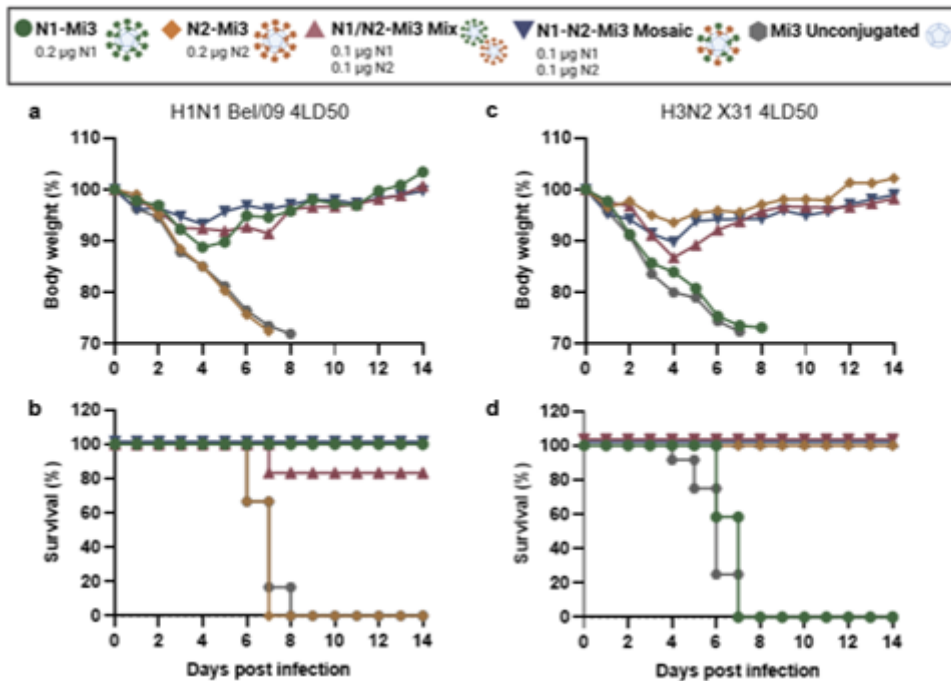 N1-Mi3 N2-Mi3 N1/N2-Mi3 Mix N1-N2-Mi3 Mosaic Mi3 Unconjugated
0.2 µg N1 0.2 µg N2 0.1 µg N1 0.1 µg N1
0.1 µg N2 0.1 µg N2
a H1N1 Bel/09 4LD50
110
100
90
80
70
Body weight (%)
0 2 4 6 8 10 12 14
c H3N2 X31 4LD50
110
100
90
80
70
Body weight (%)
0 2 4 6 8 10 12 14
b
120
100
80
60
40
20
0
Survival (%)
0 2 4 6 8 10 12 14
Days post infection
d
120
100
80
60
40
20
0
Survival (%)
0 2 4 6 8 10 12 14
Days post infection